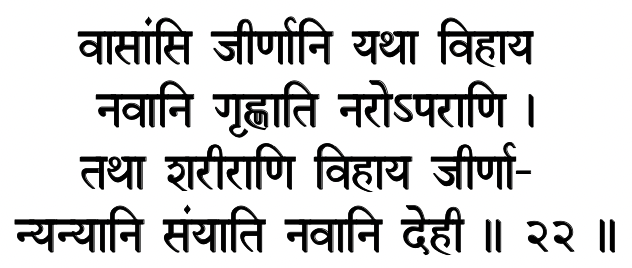 वासांसि जीर्णानि यथा विहाय
नवानि गृह्णाति नरोऽपराणि ।
तथा शरीराणि विहाय जीर्णा-
न्यन्यानि संयाति नवानि देही ॥ २२ ॥